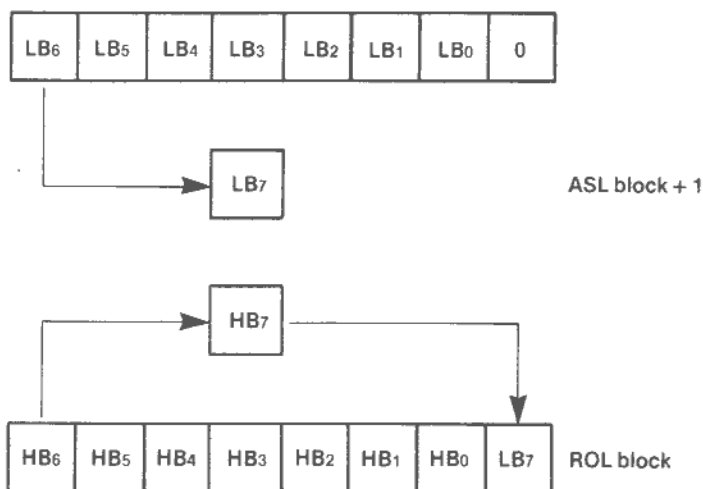 LB6 LB5 LB4 LB3 LB2 LB1 LB0 0
LB7 ASL block + 1
HB7
HB6 HB5 HB4 HB3 HB2 HB1 HB0 LB7 ROL block